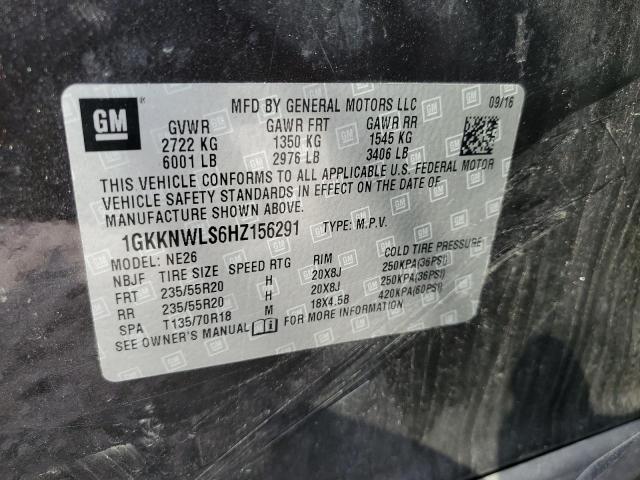 GM
MFD BY GENERAL MOTORS LLC 09/16
GVWR GAWR FRT GAWR RR
2722 KG 1350 KG 1545 KG
6001 LB 2976 LB 3406 LB
THIS VEHICLE CONFORMS TO ALL APPLICABLE U.S. FEDERAL MOTOR
VEHICLE SAFETY STANDARDS IN EFFECT ON THE DATE OF
MANUFACTURE SHOWN ABOVE.
1GKKNWLS6HZ156291 TYPE: M.P.V.
MODEL: NE26
NBJF TIRE SIZE SPEED RTG RIM COLD TIRE PRESSURE
FRT 235/55R20 H 20X8J 250KPA(36PSI)
RR 235/55R20 H 20X8J 250KPA(36PSI)
SPA T135/70R18 M 18X4.5B 420KPA(60PSI)
SEE OWNER'S MANUAL FOR MORE INFORMATION